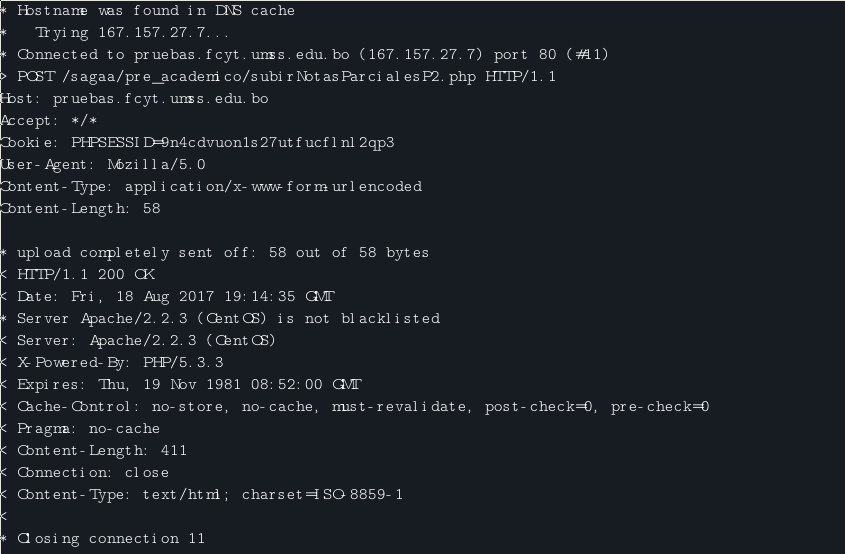 * Hostname was found in DNS cache
*   Trying 167.157.27.7...
* Connected to pruebas.fcyt.umss.edu.bo (167.157.27.7) port 80 (#11)
> POST /sagaa/pre_academico/subirNotasParcialesP2.php HTTP/1.1
Host: pruebas.fcyt.umss.edu.bo
Accept: */*
Cookie: PHPSESSID=9n4cdvuon1s27utfucflnl2qp3
User-Agent: Mozilla/5.0
Content-Type: application/x-www-form-urlencoded
Content-Length: 58

* upload completely sent off: 58 out of 58 bytes
< HTTP/1.1 200 OK
< Date: Fri, 18 Aug 2017 19:14:35 GMT
* Server Apache/2.2.3 (CentOS) is not blacklisted
< Server: Apache/2.2.3 (CentOS)
< X-Powered-By: PHP/5.3.3
< Expires: Thu, 19 Nov 1981 08:52:00 GMT
< Cache-Control: no-store, no-cache, must-revalidate, post-check=0, pre-check=0
< Pragma: no-cache
< Content-Length: 411
< Connection: close
< Content-Type: text/html; charset=ISO-8859-1
<
* Closing connection 11